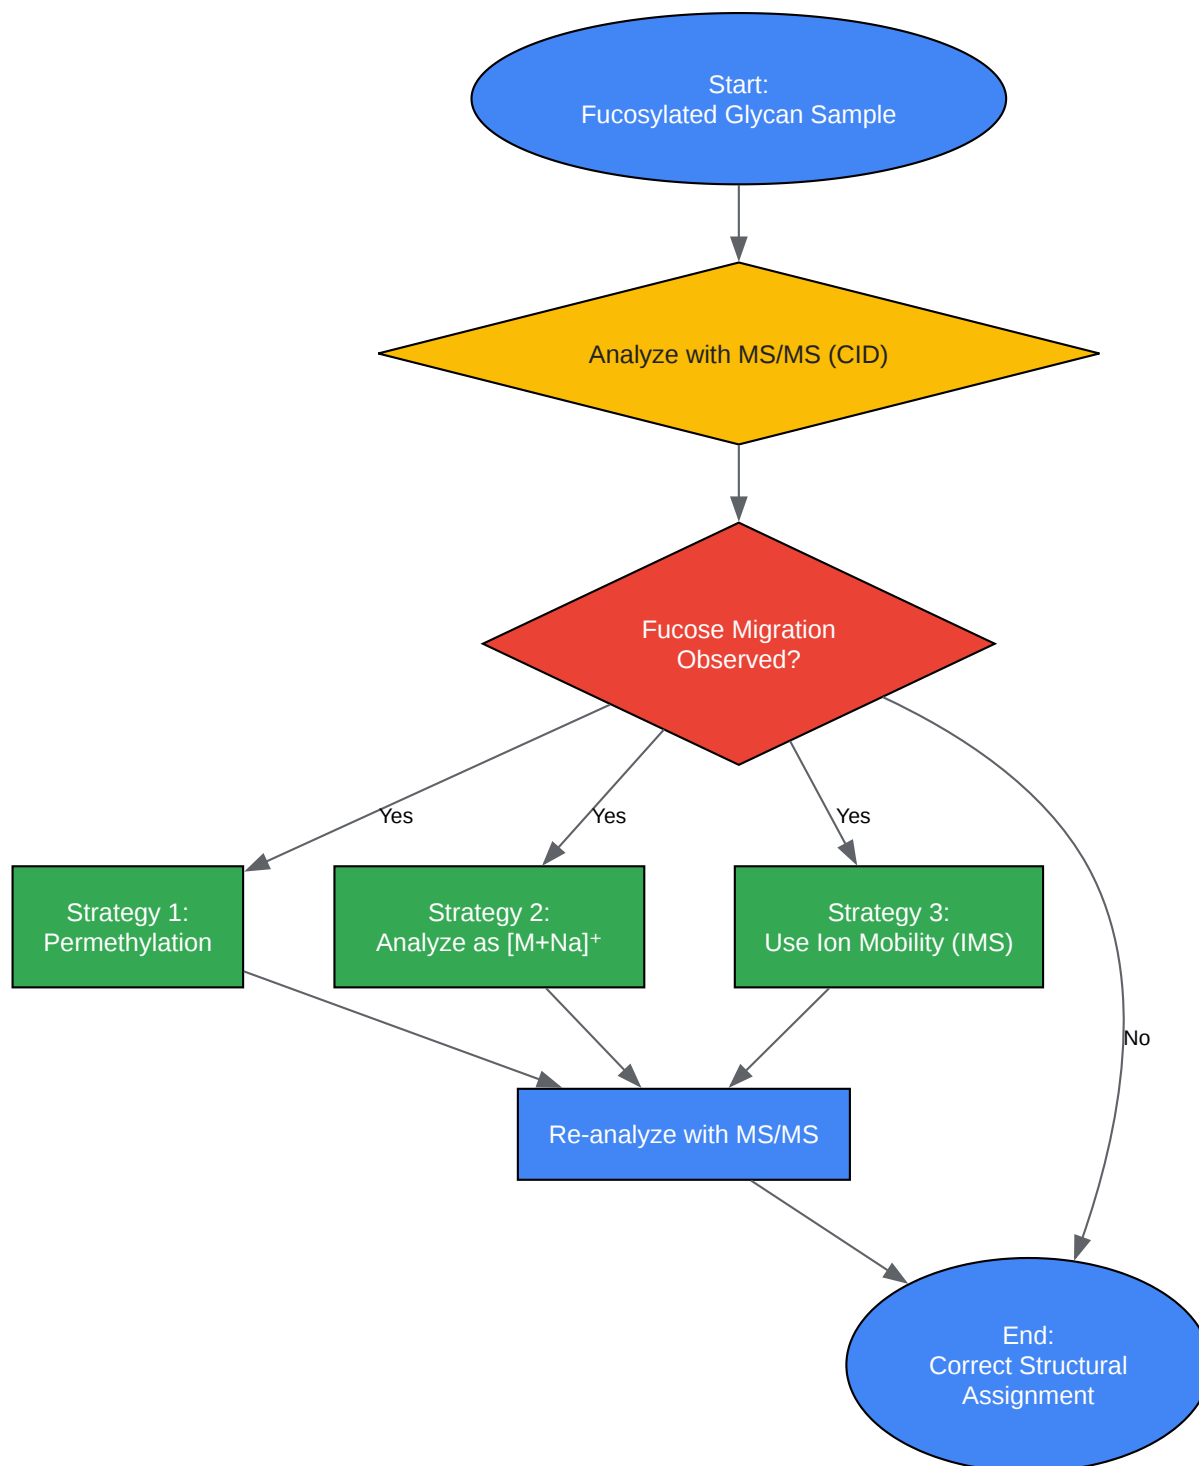 Start:
Fucosylated Glycan Sample
Analyze with MS/MS (CID)
Fucose Migration
Observed?
Yes
Yes
Yes
Strategy 1:
Permethylation
Strategy 2:
Analyze as [M+Na]⁺
Strategy 3:
Use Ion Mobility (IMS)
No
Re-analyze with MS/MS
End:
Correct Structural
Assignment